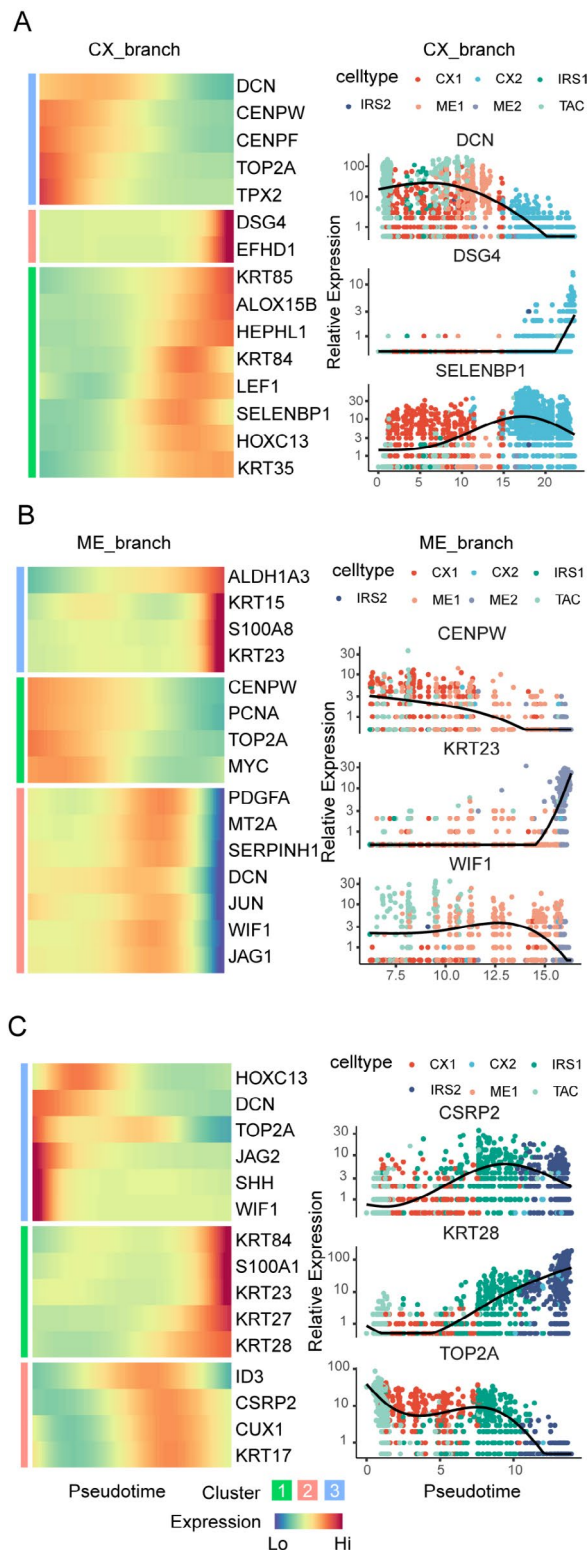 A
CX_branch
DCN
CENPW
CENPF
TOP2A
TPX2
DSG4
EFHD1
KRT85
ALOX15B
HEPHL1
KRT84
LEF1
SELENBP1
HOXC13
KRT35
CX_branch
celltype CX1 CX2 IRS1
IRS2 ME1 ME2 TAC
DCN
100
10
1
DSG4
10
1
SELENBP1
30
10
3
1
Relative Expression
0 5 10 15 20
B
ME_branch
ALDH1A3
KRT15
S100A8
KRT23
CENPW
PCNA
TOP2A
MYC
PDGFA
MT2A
SERPINH1
DCN
JUN
WIF1
JAG1
ME_branch
celltype CX1 CX2 IRS1
IRS2 ME1 ME2 TAC
CENPW
30
10
3
1
KRT23
30
10
3
1
WIF1
30
10
3
1
Relative Expression
7.5 10.0 12.5 15.0
C
HOXC13
DCN
TOP2A
JAG2
SHH
WIF1
KRT84
S100A1
KRT23
KRT27
KRT28
ID3
CSRP2
CUX1
KRT17
celltype CX1 CX2 IRS1
IRS2 ME1 ME2 TAC
CSRP2
30
10
3
1
KRT28
100
10
1
TOP2A
100
10
1
Relative Expression
0 5 10
Pseudotime
Pseudotime Cluster 1 2 3
Expression
Lo Hi